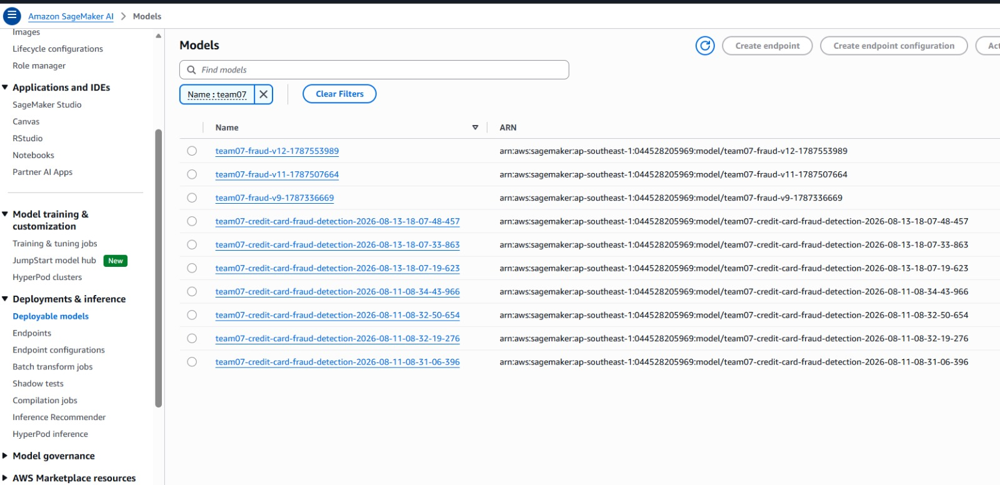 Amazon SageMaker AI > Models
Images
Lifecycle configurations
Role manager
Applications and IDEs
SageMaker Studio
Canvas
RStudio
Notebooks
Partner AI Apps
Model training &
customization
Training & tuning jobs
JumpStart model hub New
HyperPod clusters
Deployments & inference
Deployable models
Endpoints
Endpoint configurations
Batch transform jobs
Shadow tests
Compilation jobs
Inference Recommender
HyperPod inference
Model governance
AWS Marketplace resources
Models
Create endpoint
Create endpoint configuration
Act
Find models
Name : team07
Clear Filters
Name ARN
team07-fraud-v12-1787553989 arn:aws:sagemaker:ap-southeast-1:044528205969:model/team07-fraud-v12-1787553989
team07-fraud-v11-1787507664 arn:aws:sagemaker:ap-southeast-1:044528205969:model/team07-fraud-v11-1787507664
team07-fraud-v9-1787336669 arn:aws:sagemaker:ap-southeast-1:044528205969:model/team07-fraud-v9-1787336669
team07-credit-card-fraud-detection-2026-08-13-18-07-48-457 arn:aws:sagemaker:ap-southeast-1:044528205969:model/team07-credit-card-fraud-detection-2026-08-13-18-07-48-457
team07-credit-card-fraud-detection-2026-08-13-18-07-33-863 arn:aws:sagemaker:ap-southeast-1:044528205969:model/team07-credit-card-fraud-detection-2026-08-13-18-07-33-863
team07-credit-card-fraud-detection-2026-08-13-18-07-19-623 arn:aws:sagemaker:ap-southeast-1:044528205969:model/team07-credit-card-fraud-detection-2026-08-13-18-07-19-623
team07-credit-card-fraud-detection-2026-08-11-08-34-43-966 arn:aws:sagemaker:ap-southeast-1:044528205969:model/team07-credit-card-fraud-detection-2026-08-11-08-34-43-966
team07-credit-card-fraud-detection-2026-08-11-08-32-50-654 arn:aws:sagemaker:ap-southeast-1:044528205969:model/team07-credit-card-fraud-detection-2026-08-11-08-32-50-654
team07-credit-card-fraud-detection-2026-08-11-08-32-19-276 arn:aws:sagemaker:ap-southeast-1:044528205969:model/team07-credit-card-fraud-detection-2026-08-11-08-32-19-276
team07-credit-card-fraud-detection-2026-08-11-08-31-06-396 arn:aws:sagemaker:ap-southeast-1:044528205969:model/team07-credit-card-fraud-detection-2026-08-11-08-31-06-396